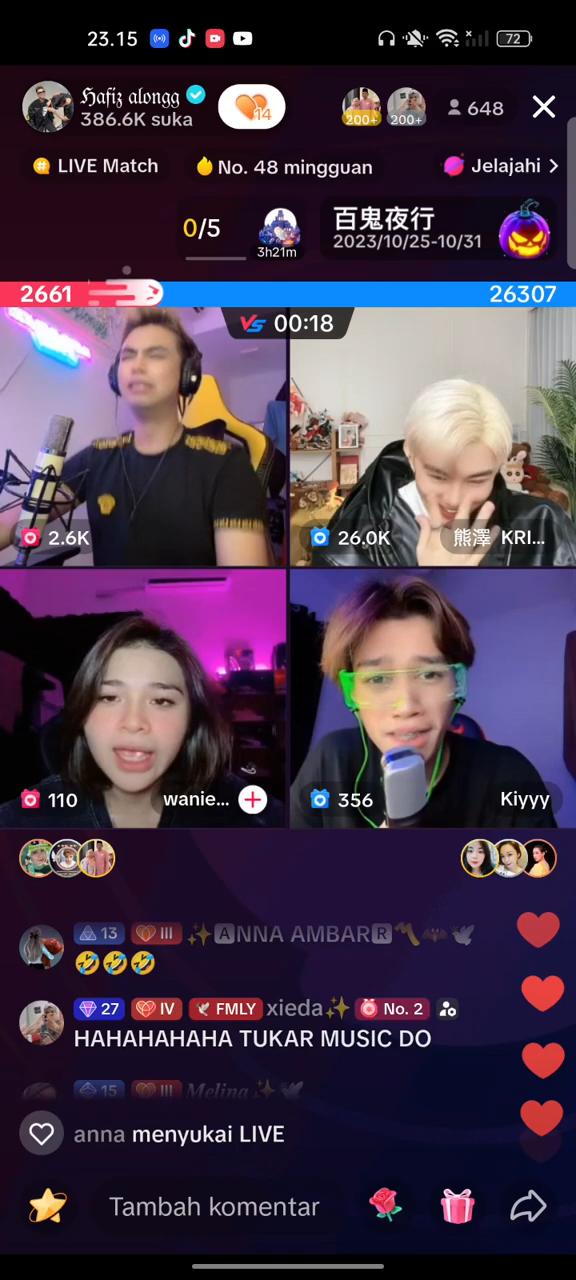 23.15
72
Hafiz alongg
386.6K suka
14
200+
200+
648
LIVE Match
No. 48 mingguan
Jelajahi
0/5
3h21m
百鬼夜行
2023/10/25-10/31
2661
26307
VS 00:18
2.6K
26.0K
熊澤 KRI...
110
wanie...
356
Kiyyy
13 III ✨🅰NNA AMBAR🆁〽️🦇🕊
🤣🤣🤣
27 IV FMLY xieda✨ No. 2
HAHAHAHAHA TUKAR MUSIC DO
15 III Melina✨🕊
anna menyukai LIVE
Tambah komentar